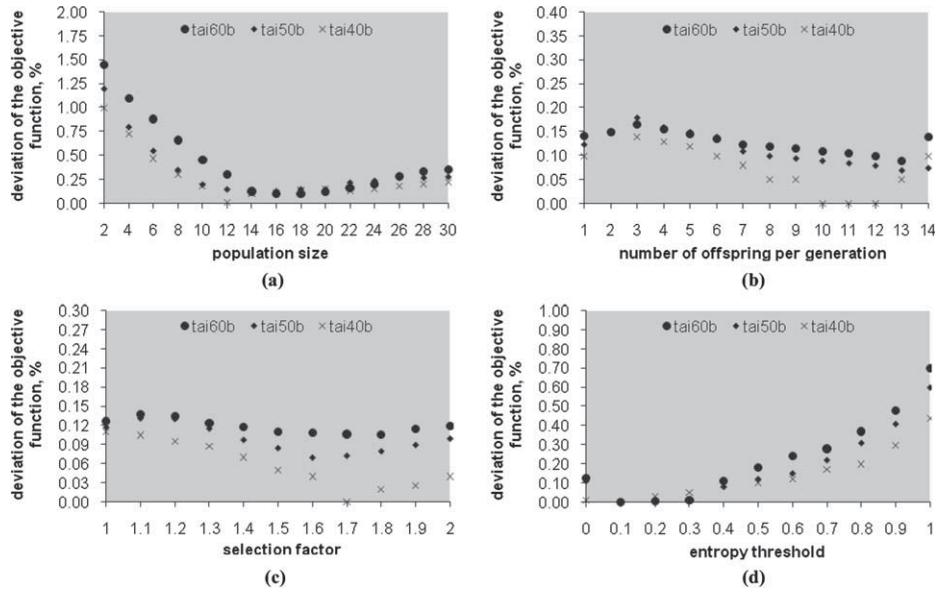 deviation of the objective
function, %
2.00
1.75
1.50
1.25
1.00
0.75
0.50
0.25
0.00
tai60b tai50b tai40b
2 4 6 8 10 12 14 16 18 20 22 24 26 28 30
population size
(a)
deviation of the objective
function, %
0.40
0.35
0.30
0.25
0.20
0.15
0.10
0.05
0.00
tai60b tai50b tai40b
1 2 3 4 5 6 7 8 9 10 11 12 13 14
number of offspring per generation
(b)
deviation of the objective
function, %
0.30
0.27
0.24
0.21
0.18
0.15
0.12
0.09
0.06
0.03
0.00
tai60b tai50b tai40b
1 1.1 1.2 1.3 1.4 1.5 1.6 1.7 1.8 1.9 2
selection factor
(c)
deviation of the objective
function, %
1.00
0.90
0.80
0.70
0.60
0.50
0.40
0.30
0.20
0.10
0.00
tai60b tai50b tai40b
0 0.1 0.2 0.3 0.4 0.5 0.6 0.7 0.8 0.9 1
entropy threshold
(d)